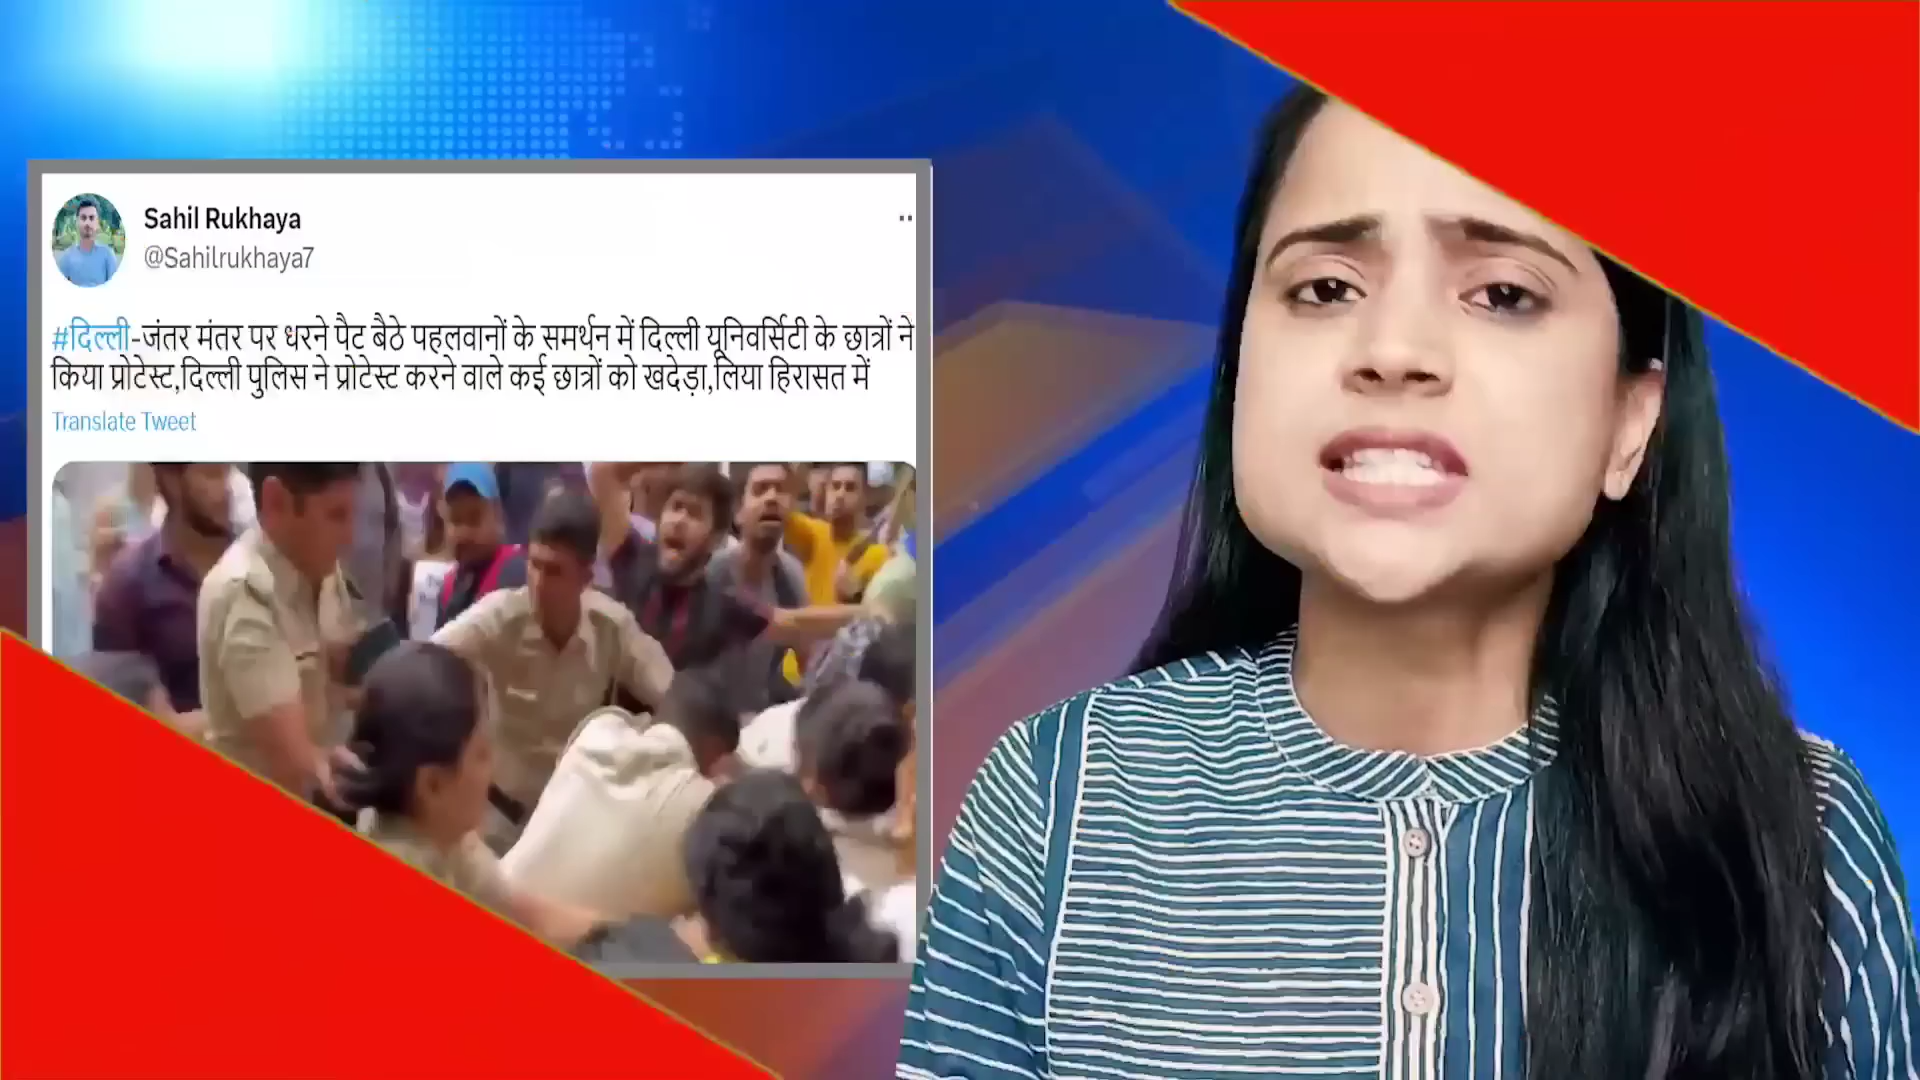 Sahil Rukhaya
@Sahilrukhaya7
#दिल्ली-जंतर मंतर पर धरने पैट बैठे पहलवानों के समर्थन में दिल्ली यूनिवर्सिटी के छात्रों ने
किया प्रोटेस्ट,दिल्ली पुलिस ने प्रोटेस्ट करने वाले कई छात्रों को खदेड़ा,लिया हिरासत में
Translate Tweet